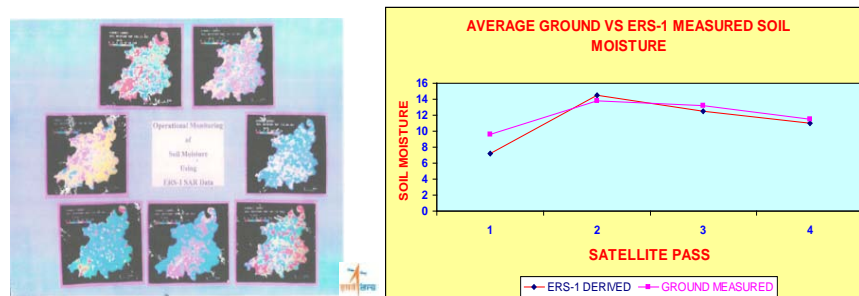 Operational Monitoring
of
Soil Moisture
Using
ERS-1 SAR Data
AVERAGE GROUND VS ERS-1 MEASURED SOIL
MOISTURE
SOIL MOISTURE
16
14
12
10
8
6
4
2
0
1 2 3 4
SATELLITE PASS
ERS-1 DERIVED GROUND MEASURED